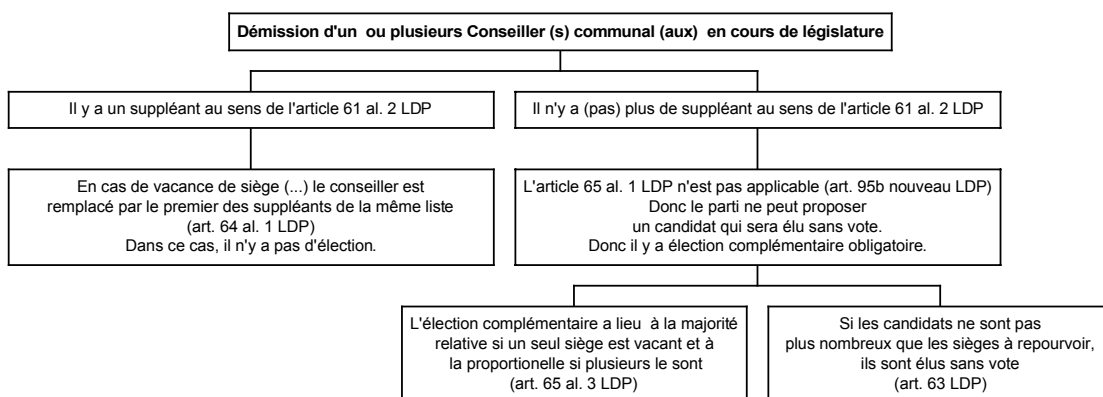 Démission d'un ou plusieurs Conseiller (s) communal (aux) en cours de législature
Il y a un suppléant au sens de l'article 61 al. 2 LDP
Il n'y a (pas) plus de suppléant au sens de l'article 61 al. 2 LDP
En cas de vacance de siège (...) le conseiller est
remplacé par le premier des suppléants de la même liste
(art. 64 al. 1 LDP)
Dans ce cas, il n'y a pas d'élection.
L'article 65 al. 1 LDP n'est pas applicable (art. 95b nouveau LDP)
Donc le parti ne peut proposer
un candidat qui sera élu sans vote.
Donc il y a élection complémentaire obligatoire.
L'élection complémentaire a lieu à la majorité
relative si un seul siège est vacant et à
la proportionelle si plusieurs le sont
(art. 65 al. 3 LDP)
Si les candidats ne sont pas
plus nombreux que les sièges à repourvoir,
ils sont élus sans vote
(art. 63 LDP)